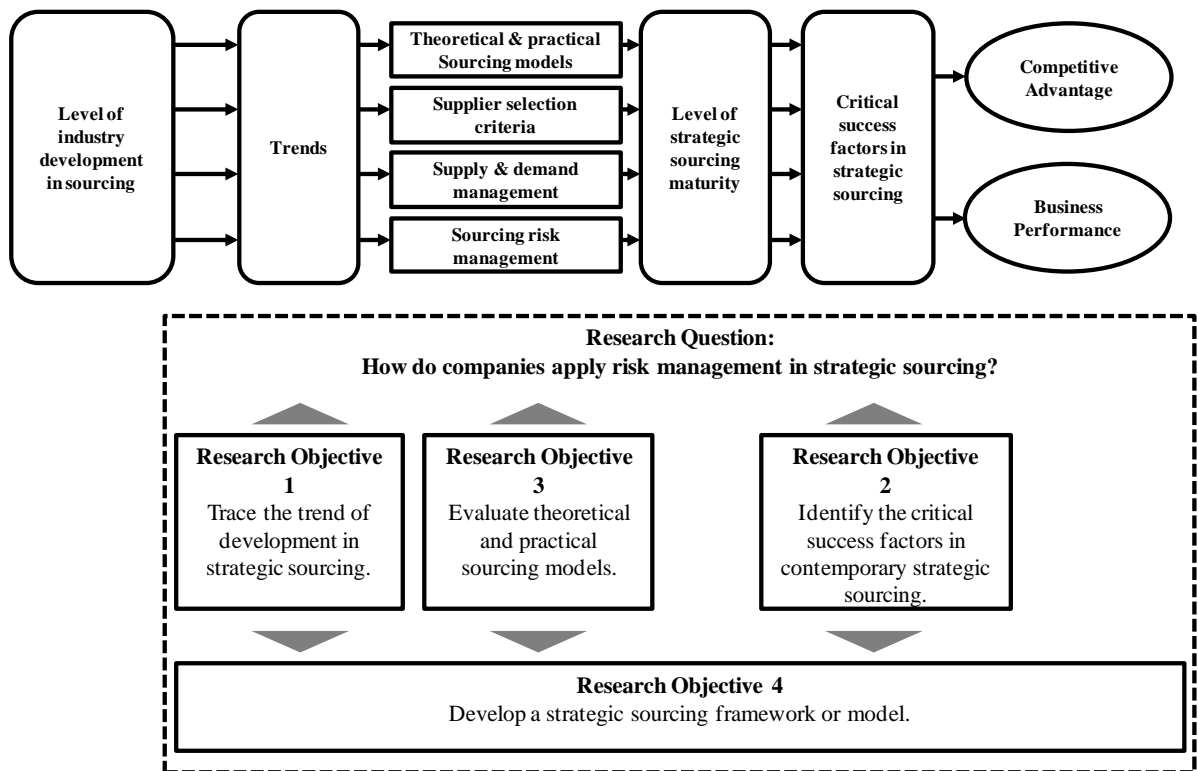 Level of
industry
development
in sourcing
Trends
Theoretical & practical
Sourcing models
Supplier selection
criteria
Supply & demand
management
Sourcing risk
management
Level of
strategic
sourcing
maturity
Critical
success
factors in
strategic
sourcing
Competitive
Advantage
Business
Performance
Research Question:
How do companies apply risk management in strategic sourcing?
Research Objective
1
Trace the trend of
development in
strategic sourcing.
Research Objective
3
Evaluate theoretical
and practical
sourcing models.
Research Objective
2
Identify the critical
success factors in
contemporary strategic
sourcing.
Research Objective 4
Develop a strategic sourcing framework or model.